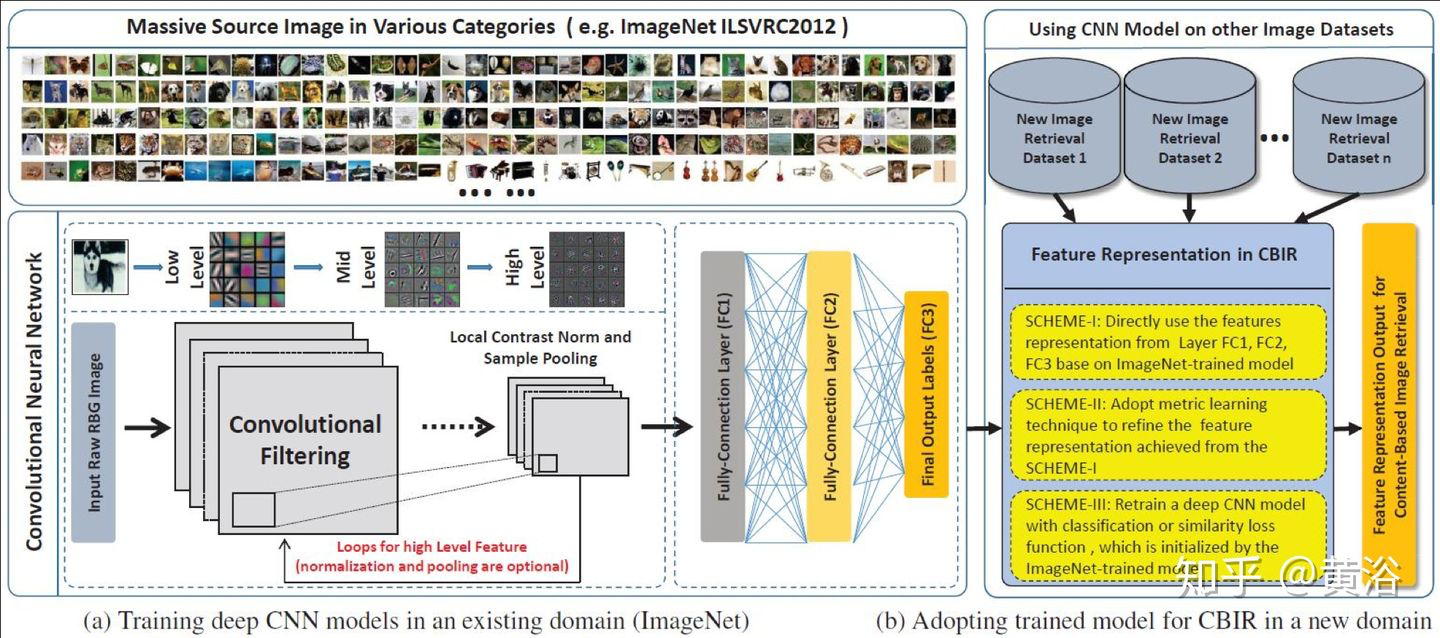 Massive Source Image in Various Categories ( e.g. ImageNet ILSVRC2012 )
Convolutional Neural Network
Low
Level
Mid
Level
High
Level
Input Raw RBG Image
Convolutional
Filtering
Local Contrast Norm and
Sample Pooling
Loops for high Level Feature
(normalization and pooling are optional)
Fully-Connection Layer (FC1)
Fully-Connection Layer (FC2)
Final Output Labels (FC3)
(a) Training deep CNN models in an existing domain (ImageNet)
Using CNN Model on other Image Datasets
New Image
Retrieval
Dataset 1
New Image
Retrieval
Dataset 2
New Image
Retrieval
Dataset n
Feature Representation in CBIR
SCHEME-I: Directly use the features
representation from Layer FC1, FC2,
FC3 base on ImageNet-trained model
SCHEME-II: Adopt metric learning
technique to refine the feature
representation achieved from the
SCHEME-I
SCHEME-III: Retrain a deep CNN model
with classification or similarity loss
function , which is initialized by the
ImageNet-trained model
Feature Representation Output for
Content-Based Image Retrieval
知乎 @黄浴
(b) Adopting trained model for CBIR in a new domain